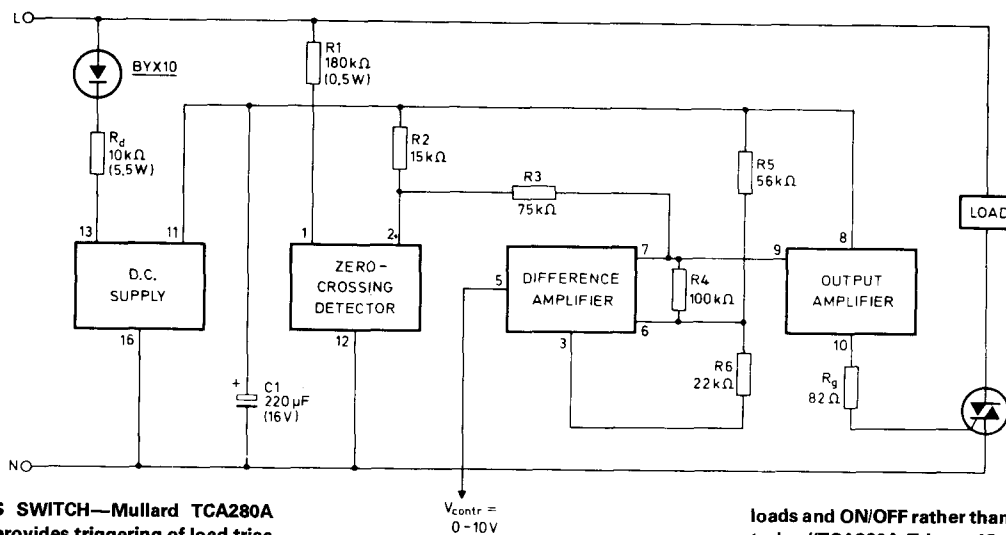 L
BYX10
R1
180kΩ
(0,5W)
Rd
10kΩ
(5,5W)
R2
15kΩ
R3
75kΩ
R5
56kΩ
LOAD
13
11
1
2
7
9
8
D.C.
SUPPLY
ZERO-
CROSSING
DETECTOR
5
DIFFERENCE
AMPLIFIER
R4
100kΩ
OUTPUT
AMPLIFIER
3
6
10
16
12
+
C1
220µF
(16V)
R6
22kΩ
Rg
82Ω
N
Vcontr =
0-10V
S SWITCH—Mullard TCA280A
provides triggering of load triac
loads and ON/OFF rather than